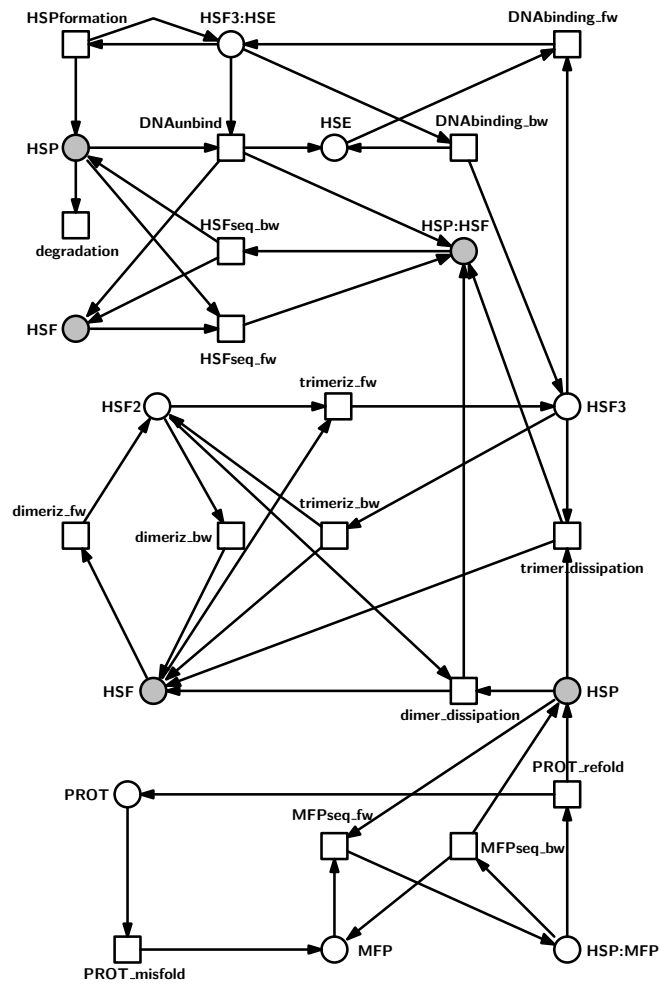 HSPformation
HSF3:HSE
DNAbinding_fw
DNAunbind
HSE
DNAbinding_bw
HSP
HSFseq_bw
HSP:HSF
degradation
HSF
HSFseq_fw
trimeriz_fw
HSF2
HSF3
dimeriz_fw
trimeriz_bw
dimeriz_bw
trimer_dissipation
HSF
HSP
dimer_dissipation
PROT_refold
PROT
MFPseq_fw
MFPseq_bw
MFP
HSP:MFP
PROT_misfold